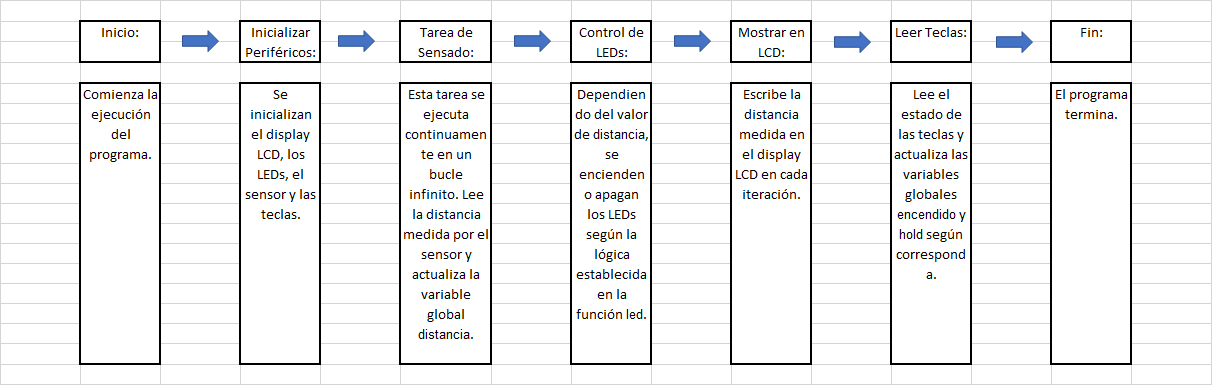 Inicio:
Inicializar
Periféricos:
Tarea de
Sensado:
Control de
LEDs:
Mostrar en
LCD:
Leer Teclas:
Fin:
Comienza la
ejecución
del
programa.
Se
inicializan
el display
LCD, los
LEDs, el
sensor y las
teclas.
Esta tarea se
ejecuta
continuamen
te en un
bucle
infinito. Lee
la distancia
medida por el
sensor y
actualiza la
variable
global
distancia.
Dependien
do del valor
de distancia,
se
encienden
o apagan
los LEDs
según la
lógica
establecida
en la
función led.
Escribe la
distancia
medida en
el display
LCD en cada
iteración.
Lee el
estado de
las teclas y
actualiza las
variables
globales
encendido y
hold según
correspond
a.
El programa
termina.